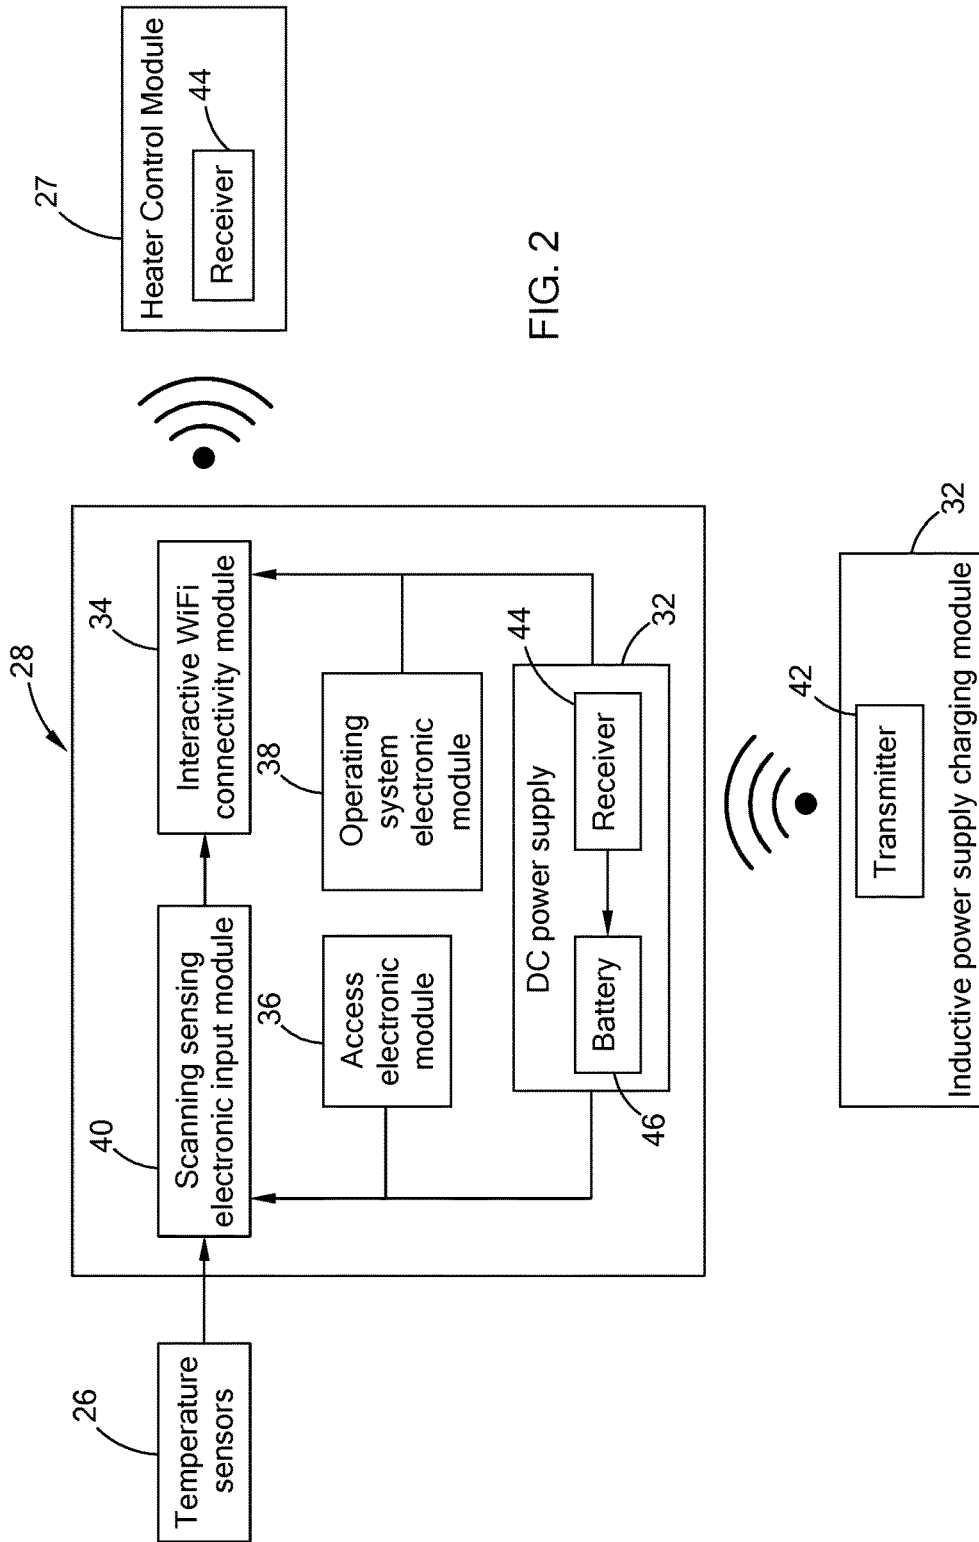 28
26
Temperature
sensors
40
Scanning sensing
electronic input module
34
Interactive WiFi
connectivity module
27
Heater Control Module
44
Receiver
36
Access
electronic
module
38
Operating
system
electronic
module
32
DC power supply
46
Battery
44
Receiver
FIG. 2
42
Transmitter
32
Inductive power supply charging module